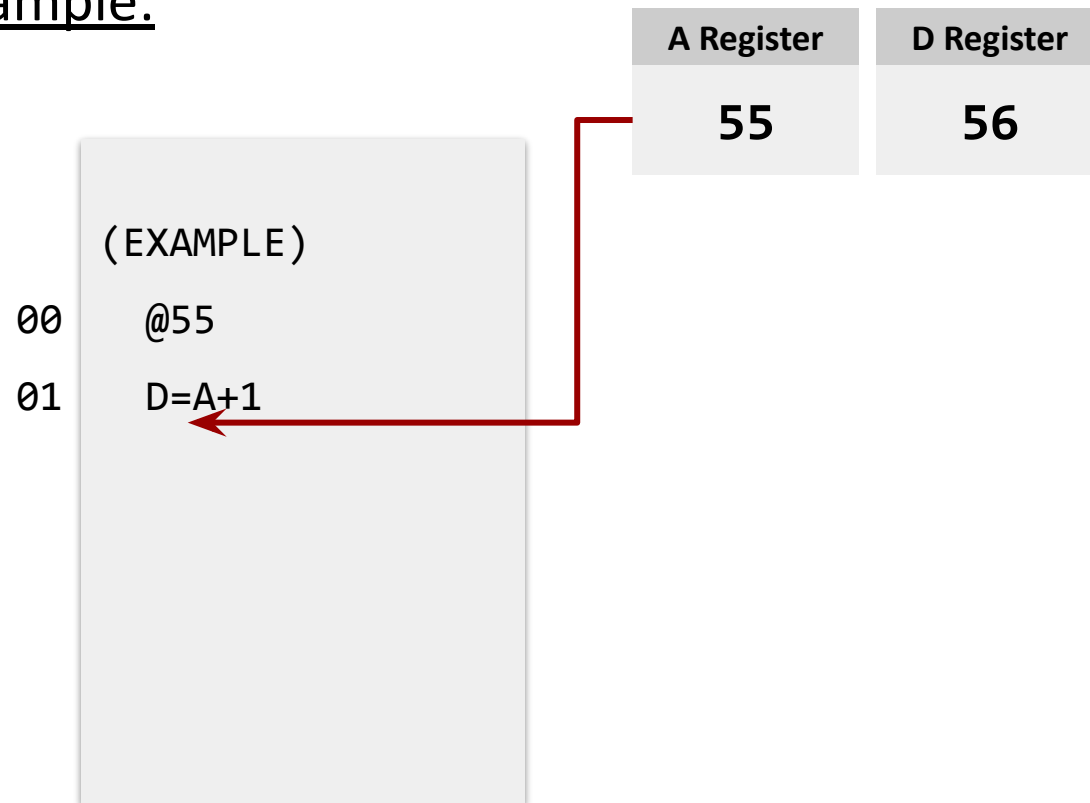 ample:
A Register D Register
55 56
(EXAMPLE)
00 @55
01 D=A+1